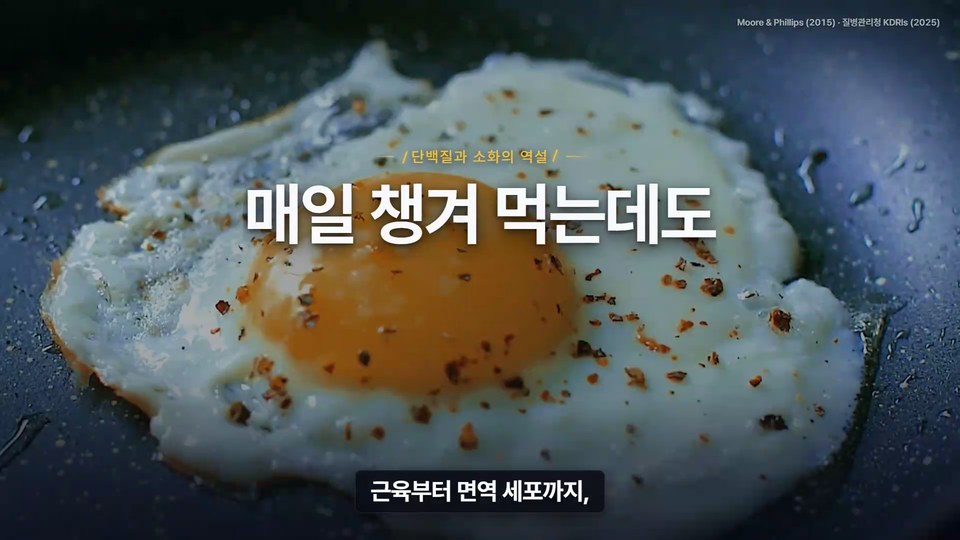 Moore & Phillips (2015) · 질병관리청 KDRIs (2025)
/ 단백질과 소화의 역설 /
매일 챙겨 먹는데도
근육부터 면역 세포까지,